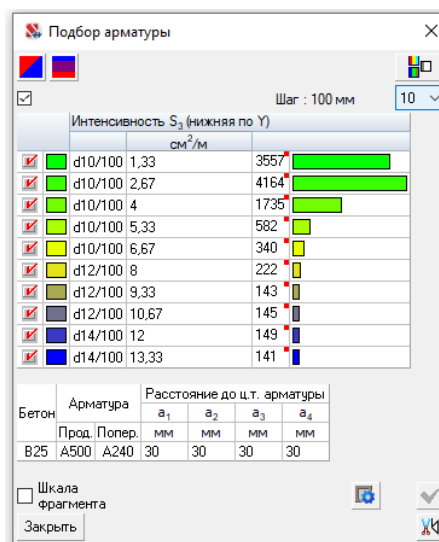 Подбор арматуры
Шаг : 100 мм 10
Интенсивность S3 (нижняя по Y)
см²/м
d10/100 1,33 3557
d10/100 2,67 4164
d10/100 4 1735
d10/100 5,33 582
d10/100 6,67 340
d12/100 8 222
d12/100 9,33 143
d12/100 10,67 145
d14/100 12 149
d14/100 13,33 141
Бетон Арматура Расстояние до ц.т. арматуры
a1 a2 a3 a4
Прод. Попер. мм мм мм мм
B25 A500 A240 30 30 30 30
Шкала
фрагмента
Закрыть